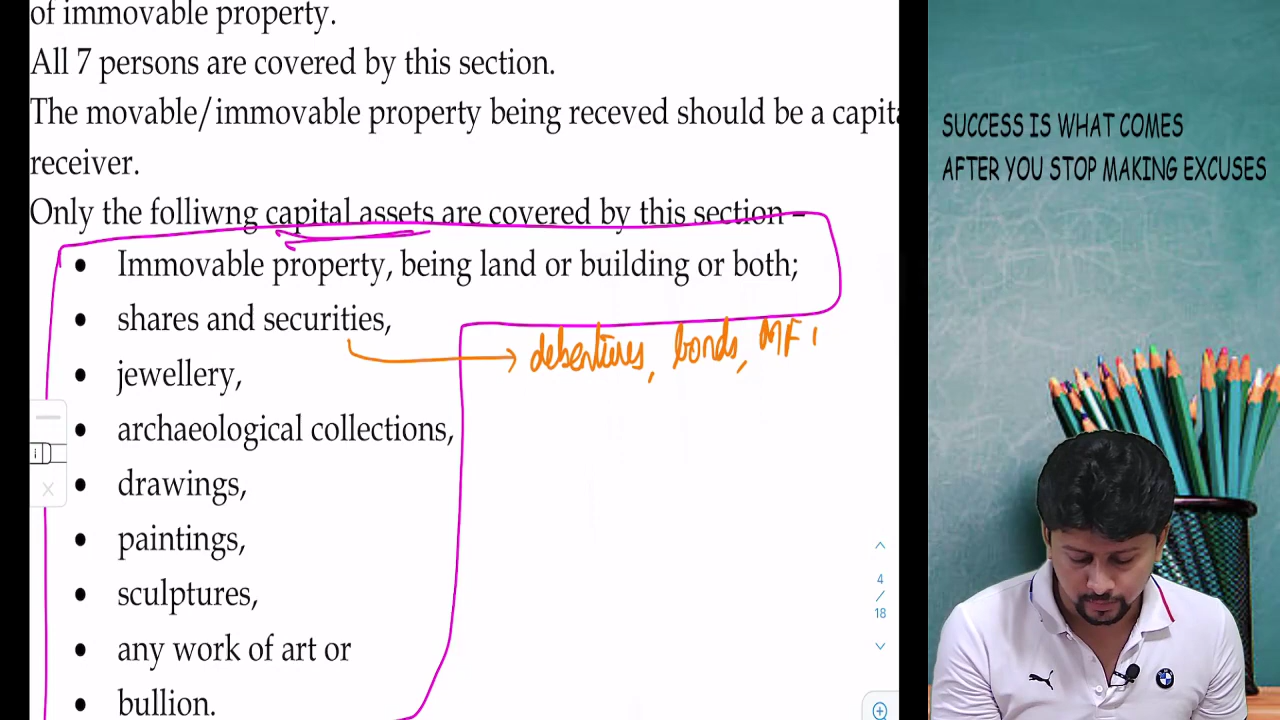 of immovable property.
All 7 persons are covered by this section.
The movable/immovable property being receved should be a capita
receiver.
Only the folliwng capital assets are covered by this section –
• Immovable property, being land or building or both;
• shares and securities,
debentures, bonds, MF,
• jewellery,
• archaeological collections,
• drawings,
• paintings,
• sculptures,
• any work of art or
• bullion.
4
/
18
SUCCESS IS WHAT COMES
AFTER YOU STOP MAKING EXCUSES